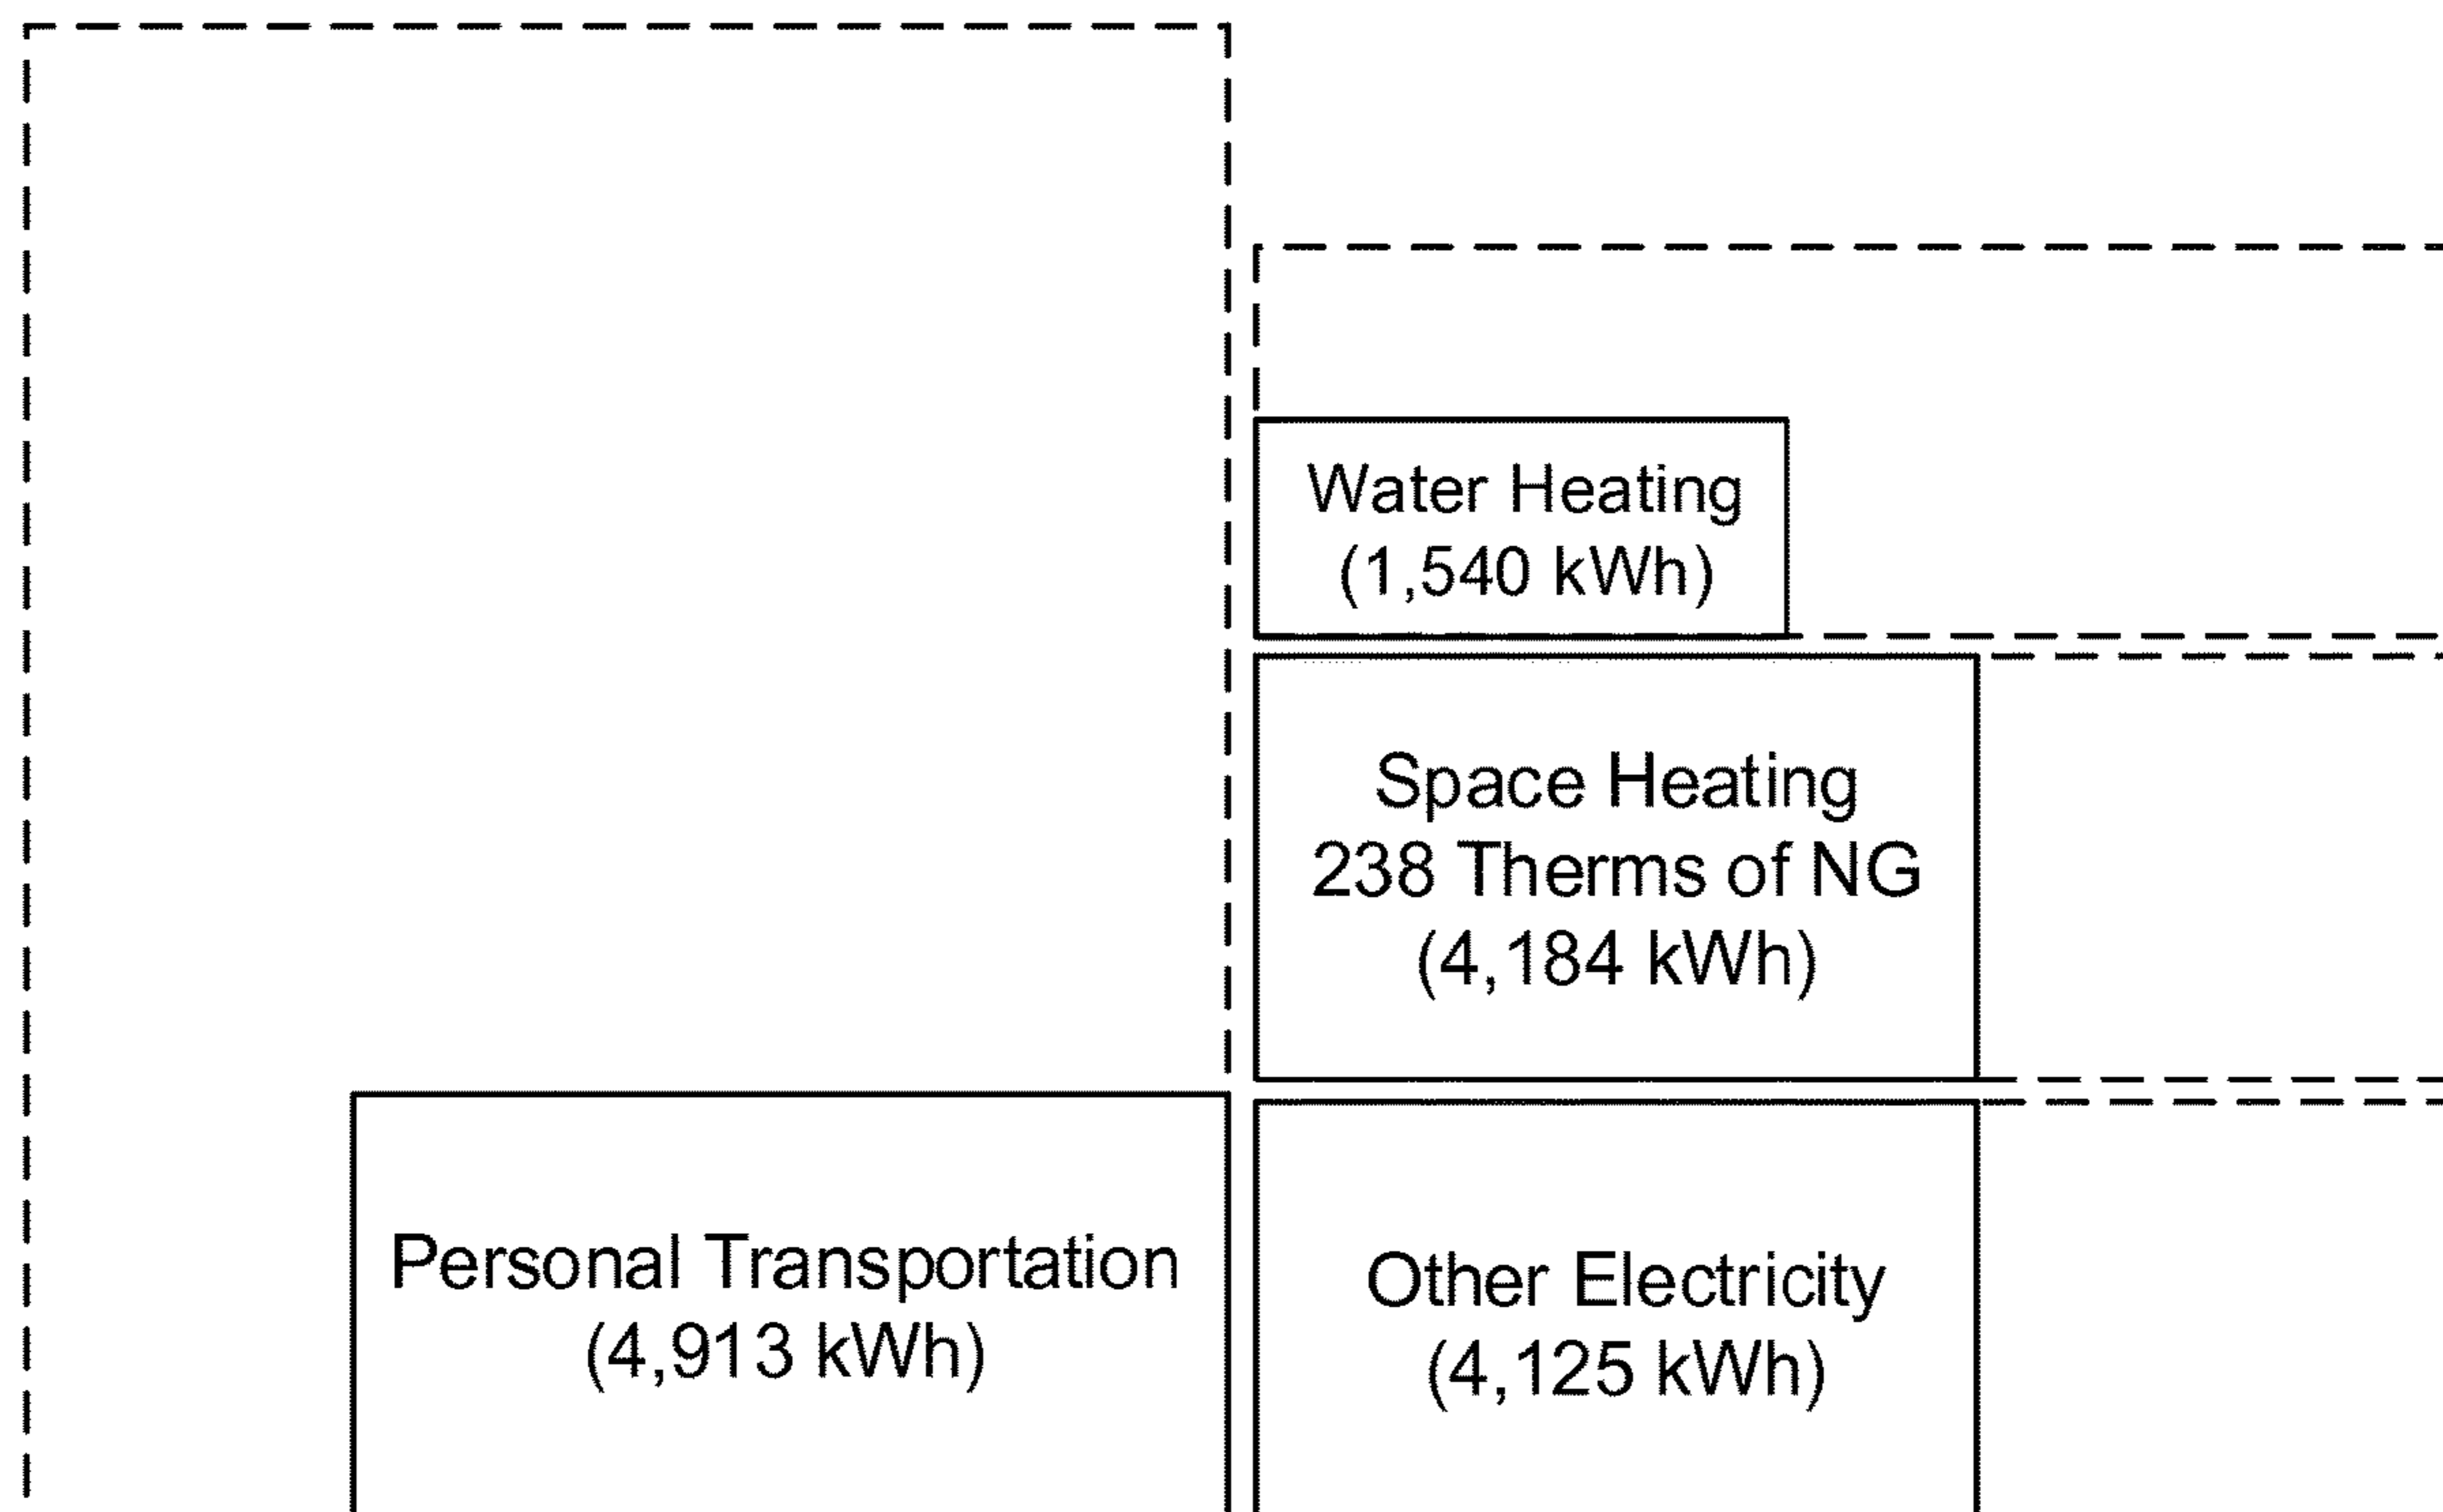 Water Heating
(1,540 kWh)
Space Heating
238 Therms of NG
(4,184 kWh)
Personal Transportation
(4,913 kWh)
Other Electricity
(4,125 kWh)